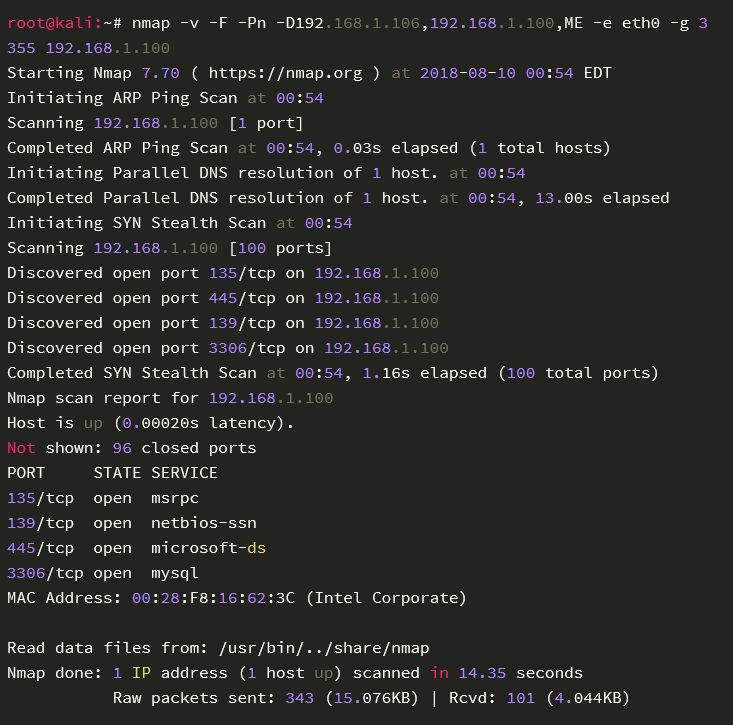 root@kali:~# nmap -v -F -Pn -D192.168.1.106,192.168.1.100,ME -e eth0 -g 3
355 192.168.1.100
Starting Nmap 7.70 ( https://nmap.org ) at 2018-08-10 00:54 EDT
Initiating ARP Ping Scan at 00:54
Scanning 192.168.1.100 [1 port]
Completed ARP Ping Scan at 00:54, 0.03s elapsed (1 total hosts)
Initiating Parallel DNS resolution of 1 host. at 00:54
Completed Parallel DNS resolution of 1 host. at 00:54, 13.00s elapsed
Initiating SYN Stealth Scan at 00:54
Scanning 192.168.1.100 [100 ports]
Discovered open port 135/tcp on 192.168.1.100
Discovered open port 445/tcp on 192.168.1.100
Discovered open port 139/tcp on 192.168.1.100
Discovered open port 3306/tcp on 192.168.1.100
Completed SYN Stealth Scan at 00:54, 1.16s elapsed (100 total ports)
Nmap scan report for 192.168.1.100
Host is up (0.00020s latency).
Not shown: 96 closed ports
PORT     STATE SERVICE
135/tcp  open  msrpc
139/tcp  open  netbios-ssn
445/tcp  open  microsoft-ds
3306/tcp open  mysql
MAC Address: 00:28:F8:16:62:3C (Intel Corporate)
Read data files from: /usr/bin/../share/nmap
Nmap done: 1 IP address (1 host up) scanned in 14.35 seconds
           Raw packets sent: 343 (15.076KB) | Rcvd: 101 (4.044KB)